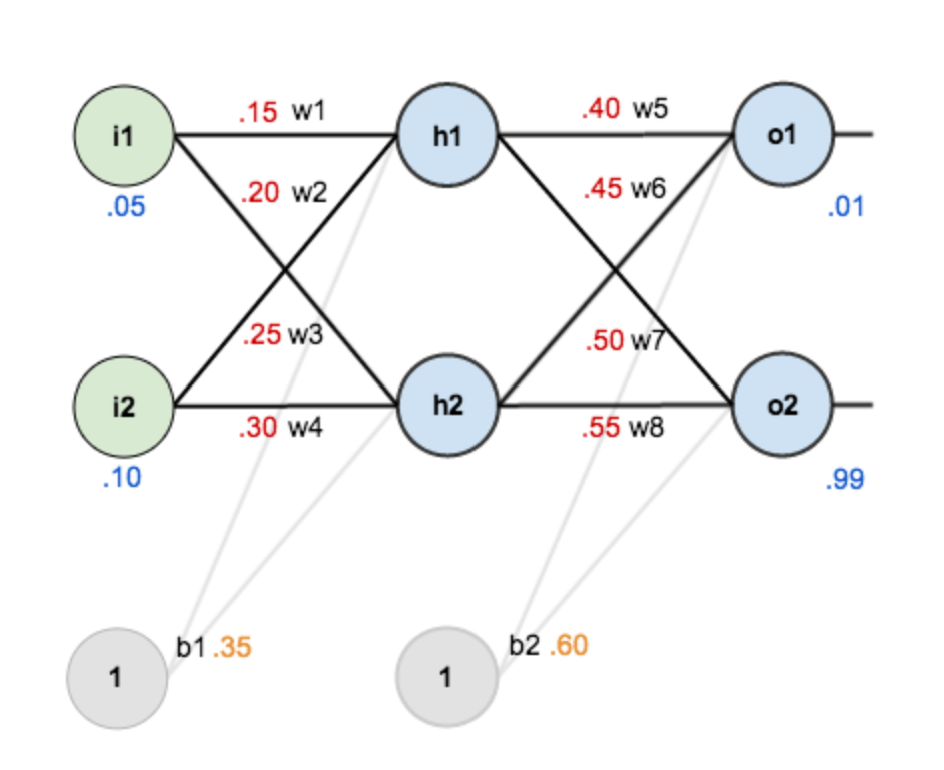 .15 w1
.40 w5
i1
h1
o1
.20 w2
.45 w6
.05
.01
.25 w3
.50 w7
i2
h2
o2
.30 w4
.55 w8
.10
.99
b1 .35
b2 .60
1
1